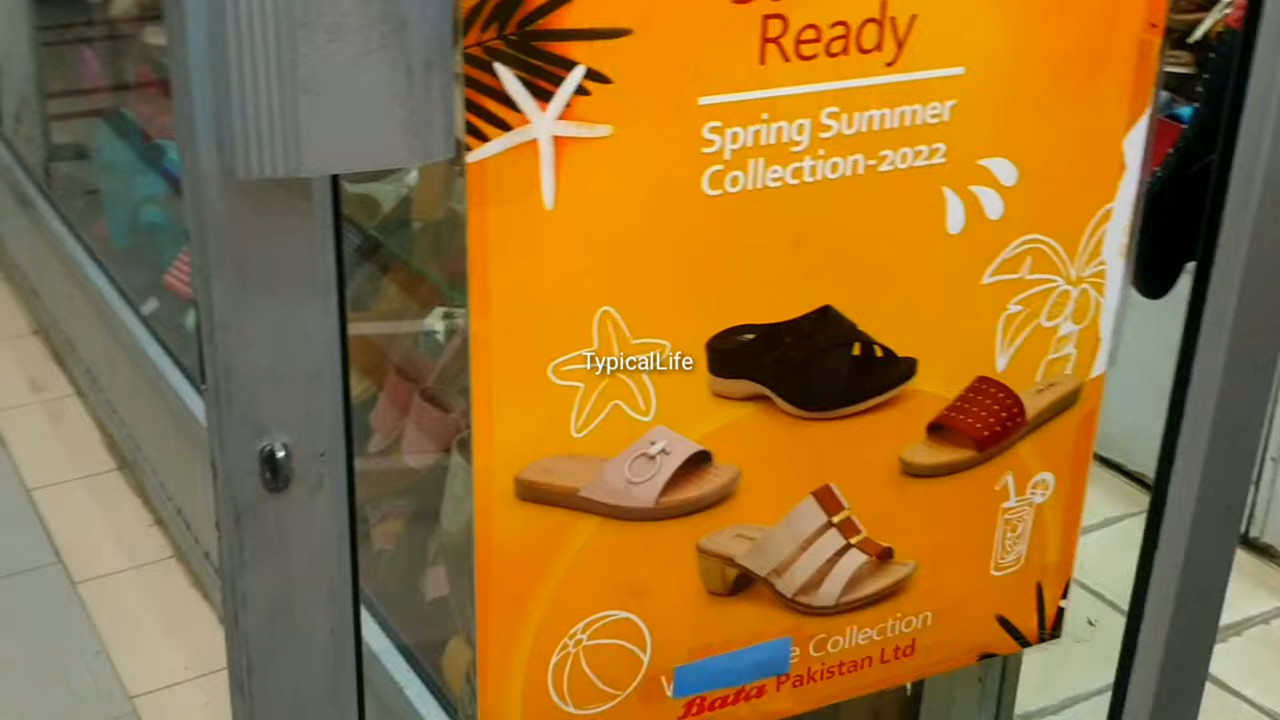 Ready
Spring Summer
Collection-2022
TypicalLife
Collection
Bata Pakistan Ltd